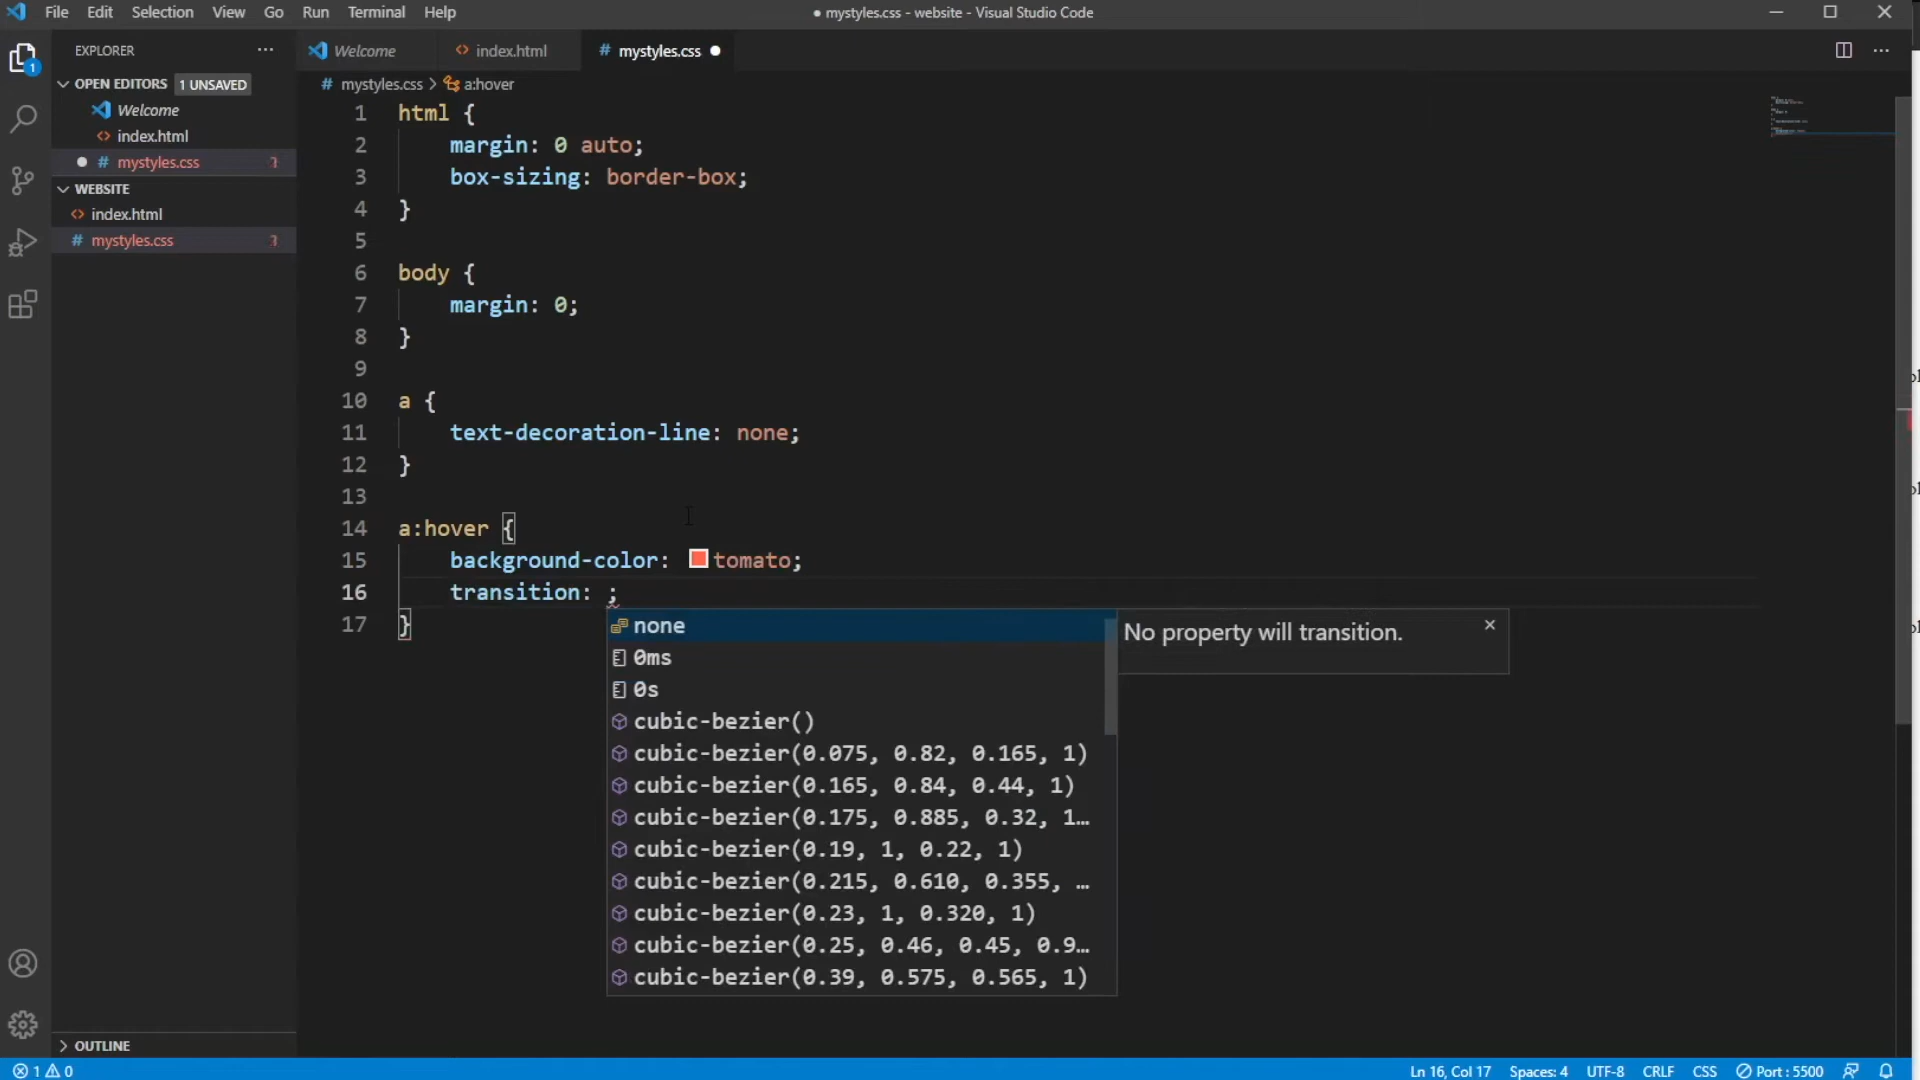 File Edit Selection View Go Run Terminal Help
● mystyles.css - website - Visual Studio Code
EXPLORER
Welcome
index.html
mystyles.css
OPEN EDITORS 1 UNSAVED
Welcome
index.html
mystyles.css 1
WEBSITE
index.html
mystyles.css 1
OUTLINE
1
mystyles.css > a:hover
1 html {
2 margin: 0 auto;
3 box-sizing: border-box;
4 }
5
6 body {
7 margin: 0;
8 }
9
10 a {
11 text-decoration-line: none;
12 }
13
14 a:hover {
15 background-color: tomato;
16 transition: ;
17 }
none
0ms
0s
cubic-bezier()
cubic-bezier(0.075, 0.82, 0.165, 1)
cubic-bezier(0.165, 0.84, 0.44, 1)
cubic-bezier(0.175, 0.885, 0.32, 1…
cubic-bezier(0.19, 1, 0.22, 1)
cubic-bezier(0.215, 0.610, 0.355, …
cubic-bezier(0.23, 1, 0.320, 1)
cubic-bezier(0.25, 0.46, 0.45, 0.9…
cubic-bezier(0.39, 0.575, 0.565, 1)
No property will transition.
1 0
Ln 16, Col 17 Spaces: 4 UTF-8 CRLF CSS Port : 5500